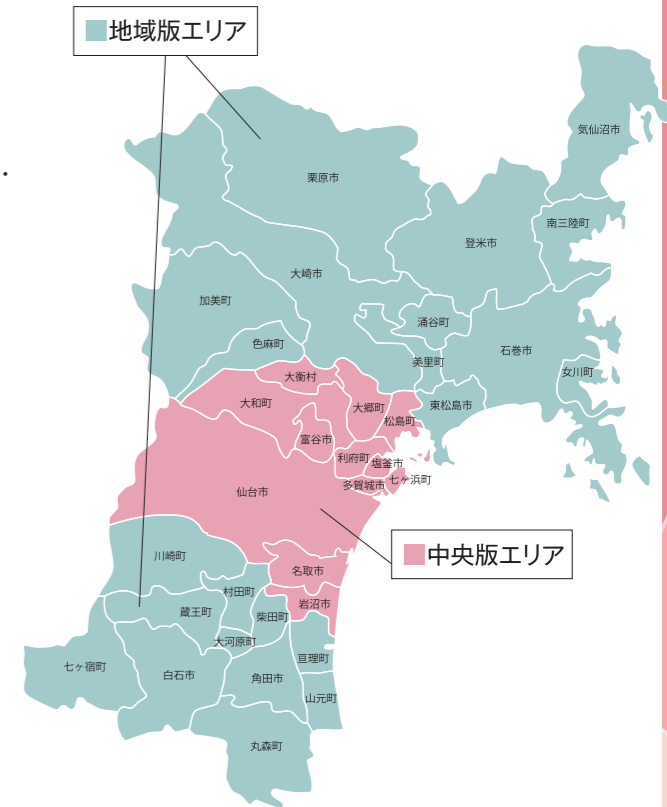 地域版エリア
気仙沼市
栗原市
南三陸町
登米市
大崎市
加美町
涌谷町
色麻町
石巻市
美里町
女川町
大衡村
大和町
大郷町
東松島市
松島町
富谷市
利府町
塩釜市
七ヶ浜町
多賀城市
仙台市
中央版エリア
川崎町
名取市
村田町
岩沼市
蔵王町
柴田町
大河原町
亘理町
七ヶ宿町
白石市
角田市
山元町
丸森町